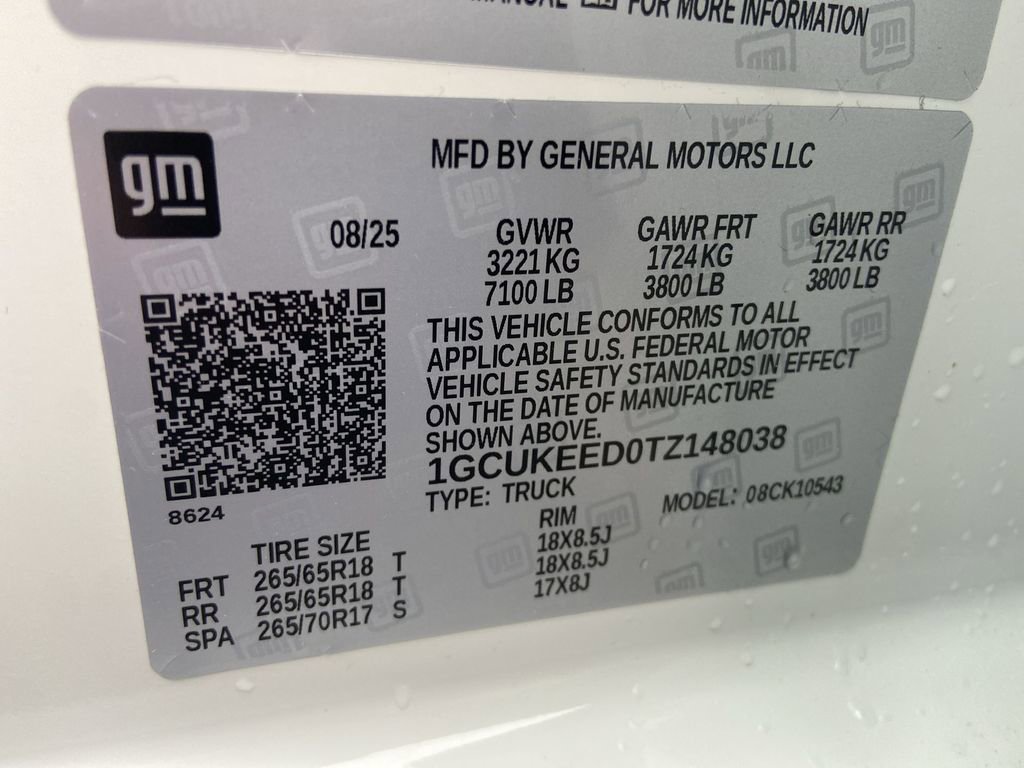 MANUAL FOR MORE INFORMATION
gm
MFD BY GENERAL MOTORS LLC
08/25
GVWR GAWR FRT GAWR RR
3221 KG 1724 KG 1724 KG
7100 LB 3800 LB 3800 LB
THIS VEHICLE CONFORMS TO ALL
APPLICABLE U.S. FEDERAL MOTOR
VEHICLE SAFETY STANDARDS IN EFFECT
ON THE DATE OF MANUFACTURE
SHOWN ABOVE.
1GCUKEED0TZ148038
TYPE: TRUCK MODEL: 08CK10543
8624
TIRE SIZE RIM
FRT 265/65R18 T 18X8.5J
RR 265/65R18 T 18X8.5J
SPA 265/70R17 S 17X8J